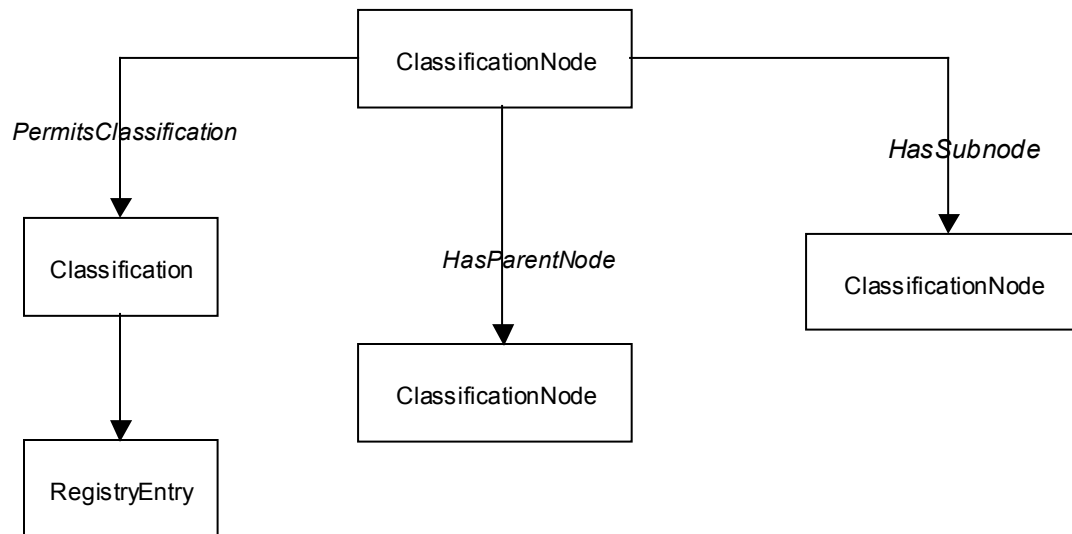 ClassificationNode
PermitsClassification
HasSubnode
Classification
HasParentNode
ClassificationNode
ClassificationNode
RegistryEntry